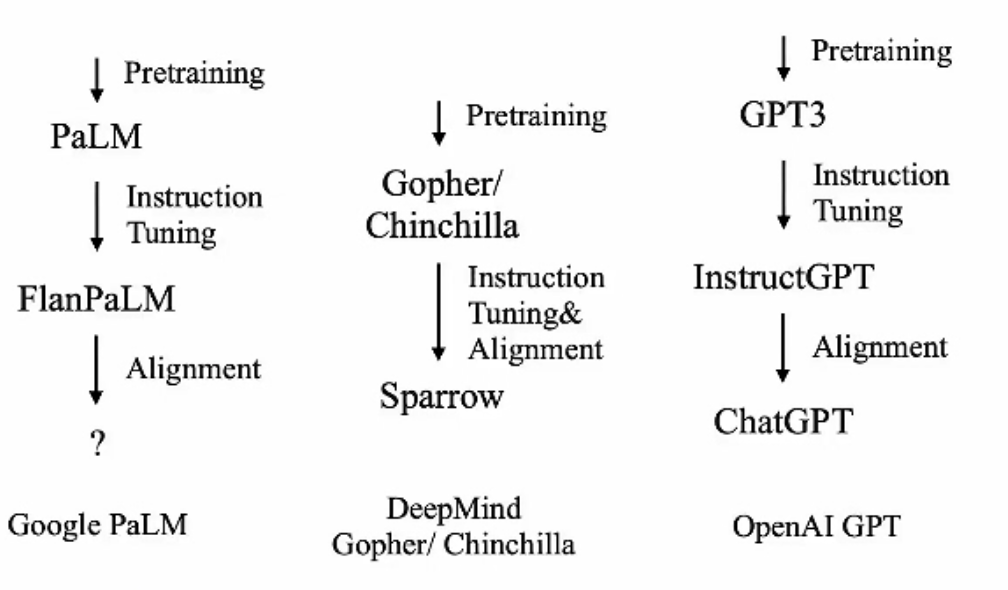 Pretraining
PaLM
Instruction
Tuning
FlanPaLM
Alignment
?
Google PaLM
Pretraining
Gopher/
Chinchilla
Instruction
Tuning&
Alignment
Sparrow
DeepMind
Gopher/ Chinchilla
Pretraining
GPT3
Instruction
Tuning
InstructGPT
Alignment
ChatGPT
OpenAI GPT